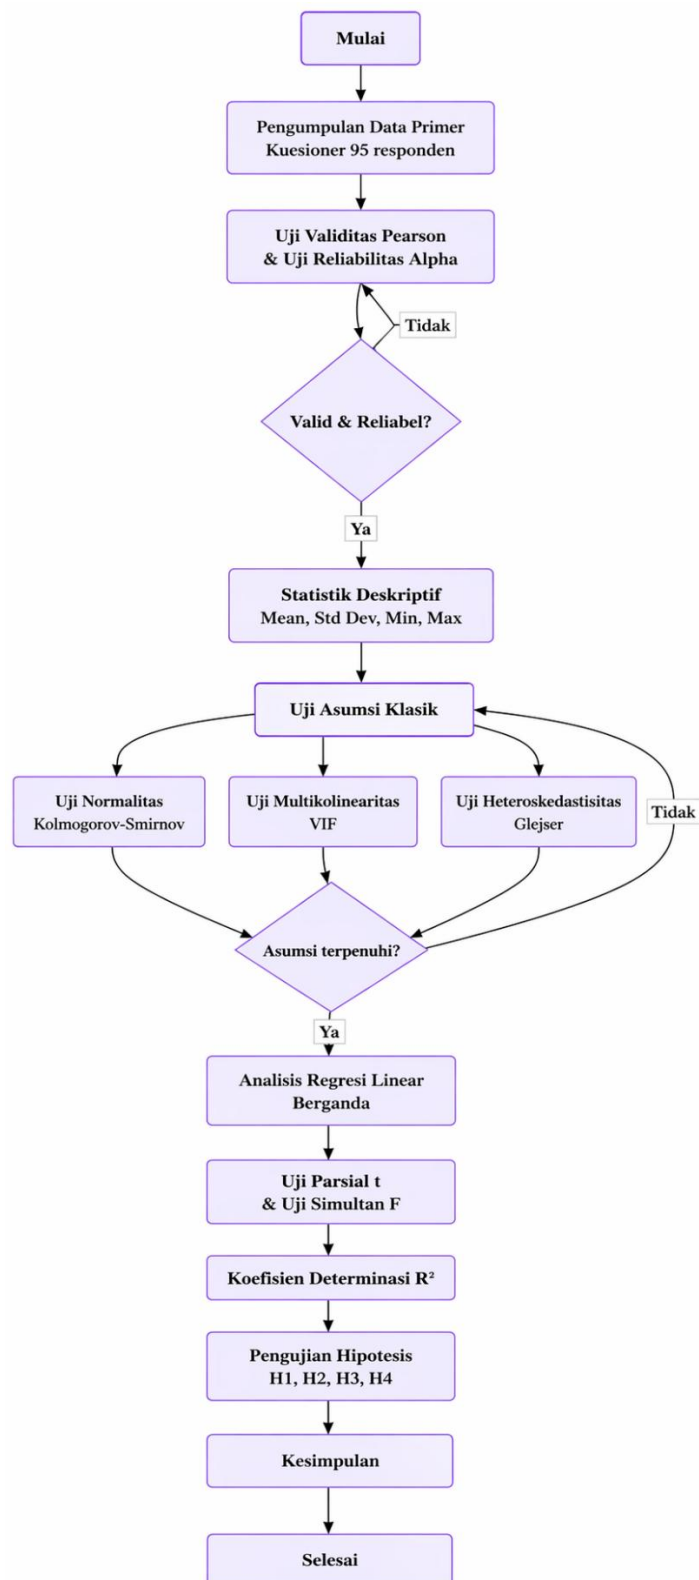 Mulai
Pengumpulan Data Primer
Kuesioner 95 responden
Uji Validitas Pearson
& Uji Reliabilitas Alpha
Tidak
Valid & Reliabel?
Ya
Statistik Deskriptif
Mean, Std Dev, Min, Max
Uji Asumsi Klasik
Uji Normalitas
Kolmogorov-Smirnov
Uji Multikolinearitas
VIF
Uji Heteroskedastisitas
Glejser
Tidak
Asumsi terpenuhi?
Ya
Analisis Regresi Linear
Berganda
Uji Parsial t
& Uji Simultan F
Koefisien Determinasi R²
Pengujian Hipotesis
H1, H2, H3, H4
Kesimpulan
Selesai